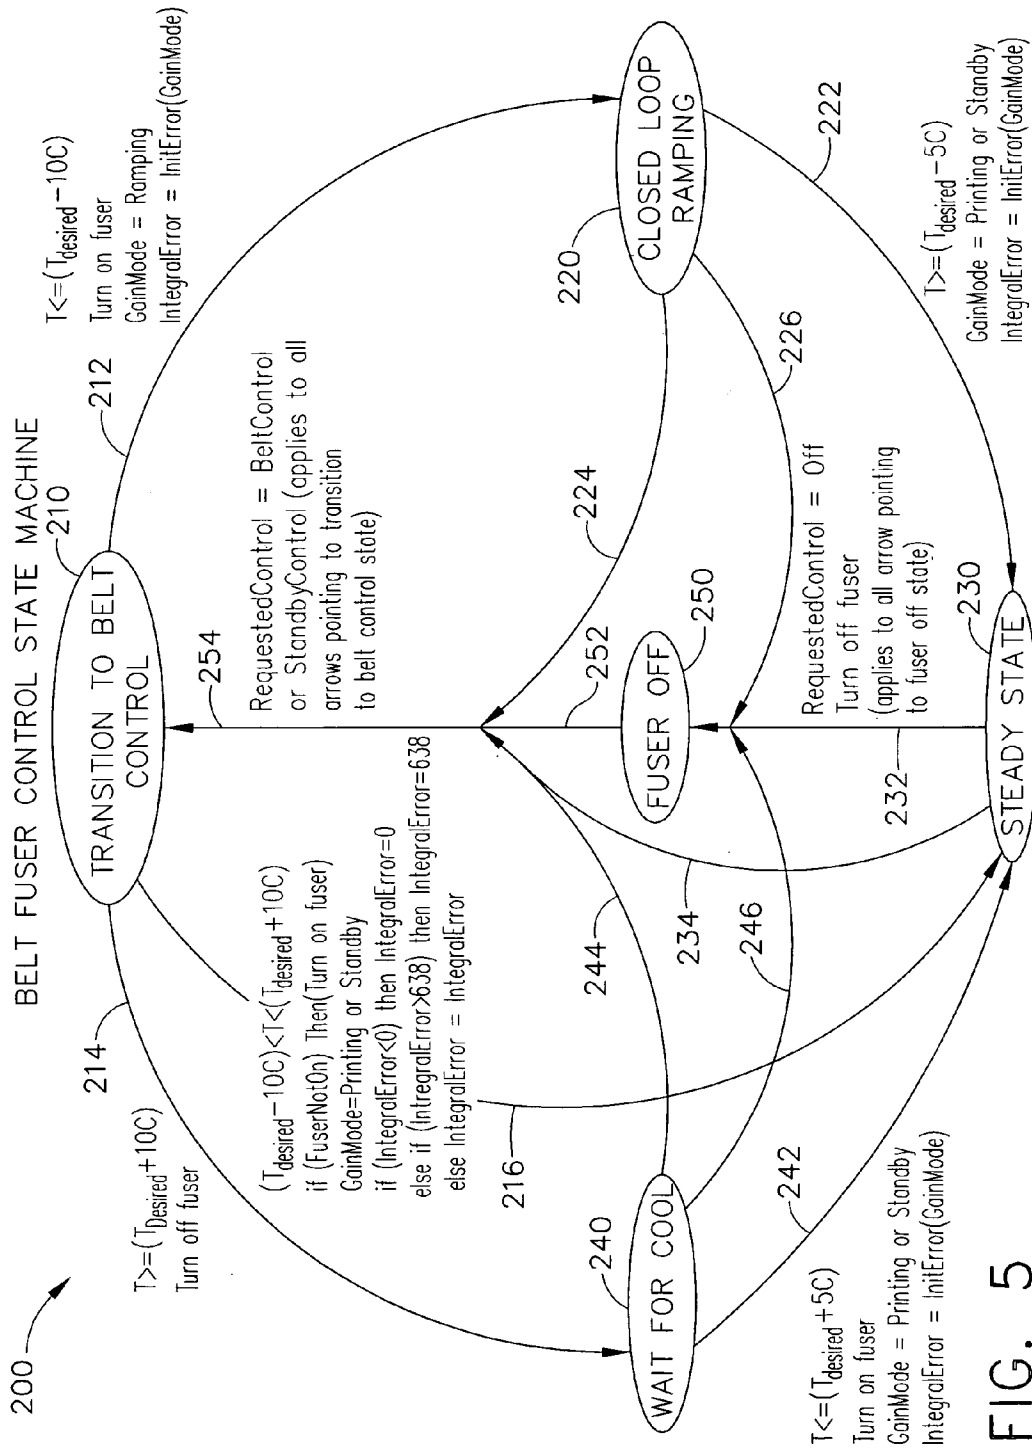 BELT FUSER CONTROL STATE MACHINE
200
210
TRANSITION TO BELT
CONTROL
212
T<=(Tdesired-10C)
Turn on fuser
GainMode = Ramping
IntegralError = InitError(GainMode)
214
T>=(TDesired+10C)
Turn off fuser
254
RequestedControl = BeltControl
or StandbyControl (applies to all
arrows pointing to transition
to belt control state)
(Tdesired-10C)<T<(Tdesired+10C)
if (FuserNotOn) Then(Turn on fuser)
GainMode=Printing or Standby
if (IntegralError<0) then IntegralError=0
else if (IntregralError>638) then IntegralError=638
else IntegralError = IntegralError
216
220
CLOSED LOOP
RAMPING
224
226
222
T>=(Tdesired-5C)
GainMode = Printing or Standby
IntegralError = InitError(GainMode)
252
250
FUSER OFF
RequestedControl = Off
Turn off fuser
(applies to all arrow pointing
to fuser off state)
244
234
246
232
230
STEADY STATE
240
WAIT FOR COOL
242
T<=(Tdesired+5C)
Turn on fuser
GainMode = Printing or Standby
IntegralError = InitError(GainMode)
FIG. 5